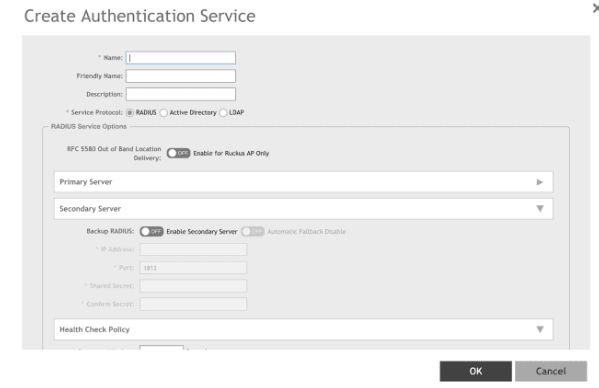 Create Authentication Service
* Name:
Friendly Name:
Description:
* Service Protocol: RADIUS Active Directory LDAP
RADIUS Service Options
RFC 5580 Out of Band Location
Delivery: OFF Enable for Ruckus AP Only
Primary Server
Secondary Server
Backup RADIUS: OFF Enable Secondary Server OFF Automatic Fallback Disable
* IP Address:
* Port: 1812
* Shared Secret:
* Confirm Secret:
Health Check Policy
OK Cancel